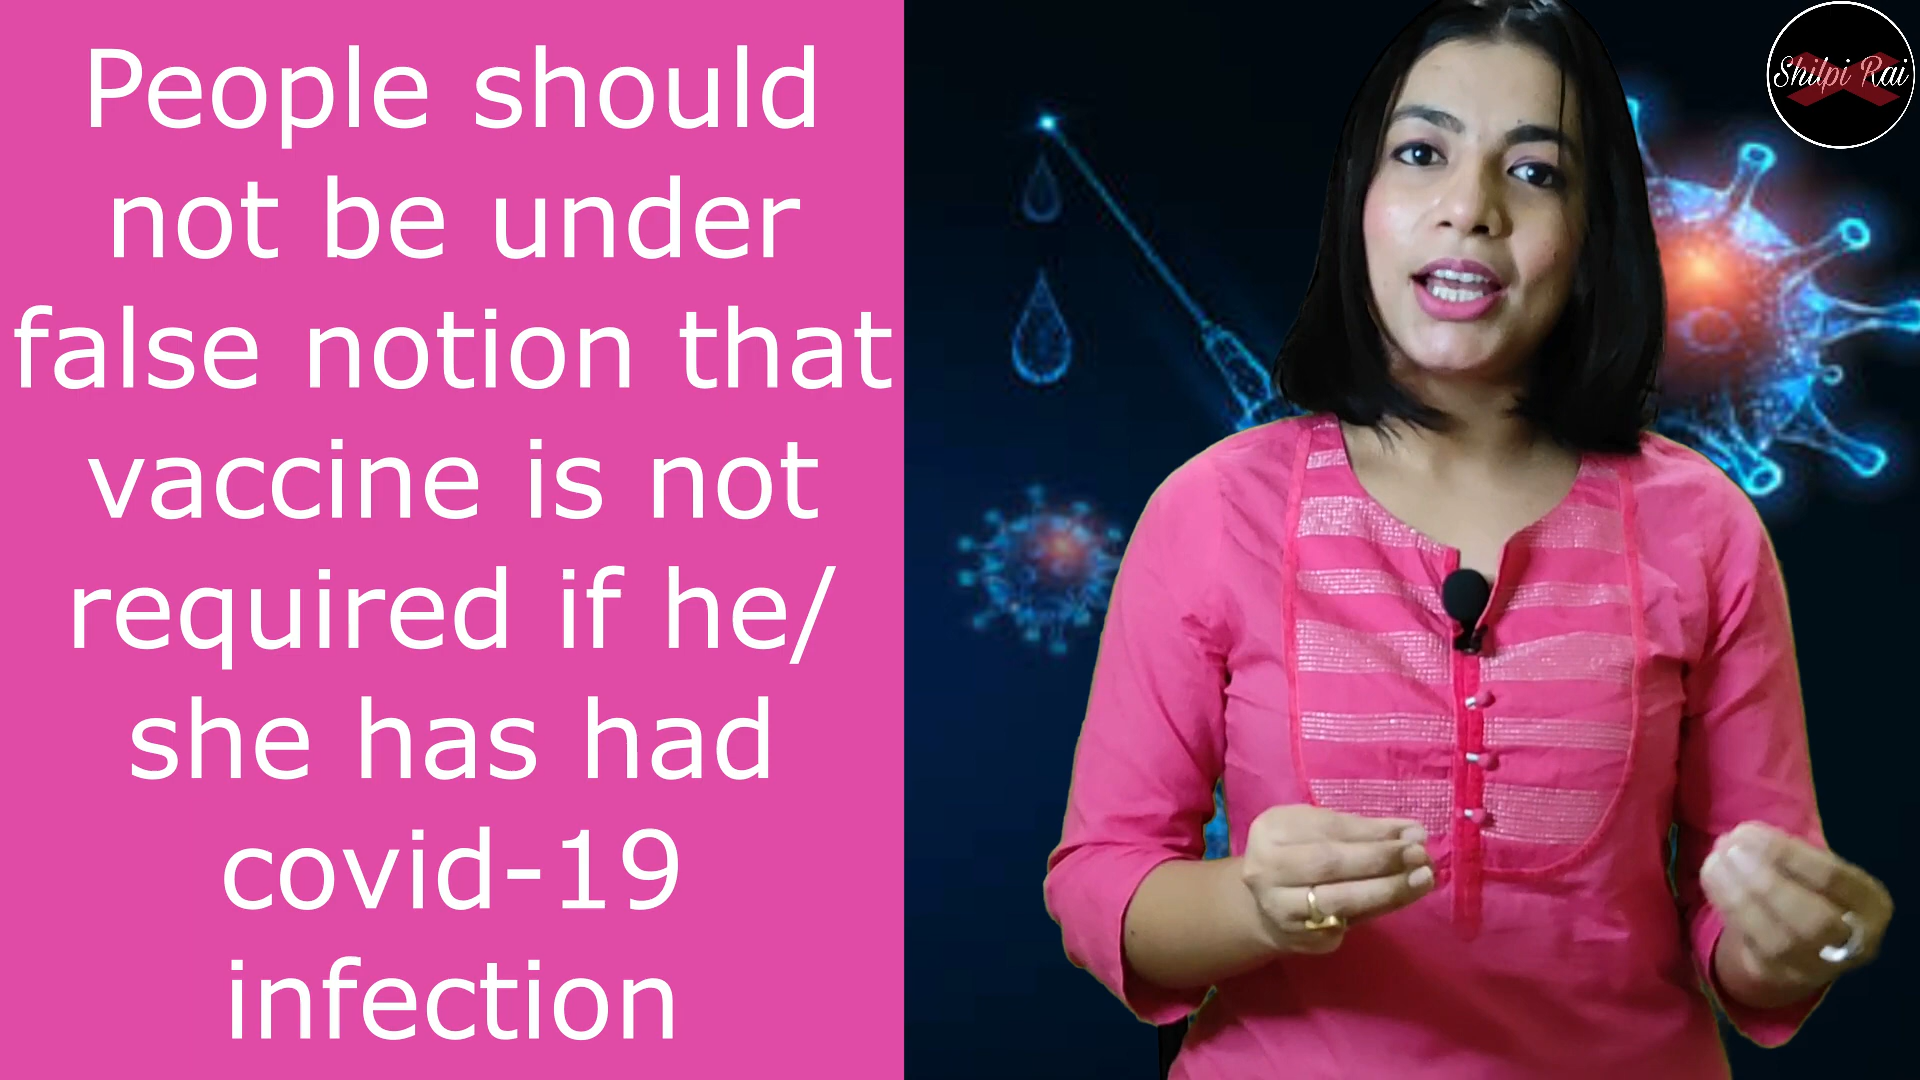 People should
not be under
false notion that
vaccine is not
required if he/
she has had
covid-19
infection
Shilpi Rai